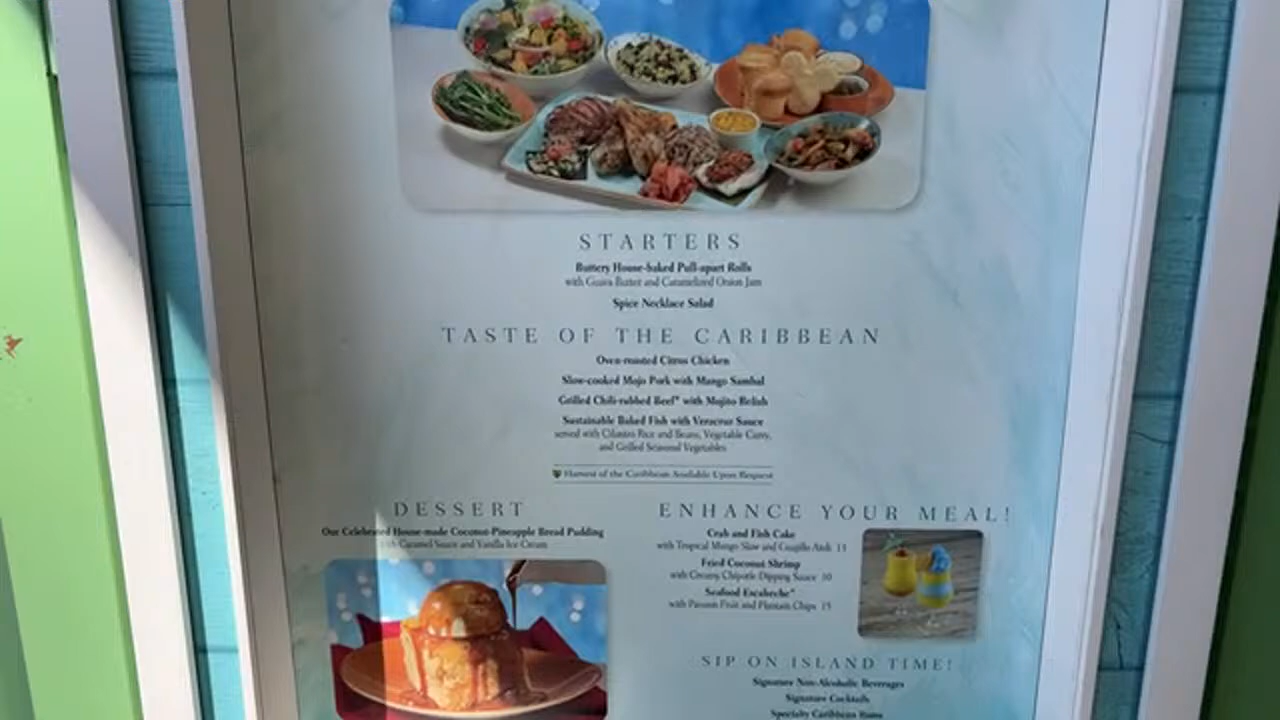 STARTERS
Buttery House-baked Pull-apart Rolls
with Guava Butter and Caramelized Onion Jam
Spice Necklace Salad
TASTE OF THE CARIBBEAN
Oven-roasted Citrus Chicken
Slow-cooked Mojo Pork with Mango Sambal
Grilled Chili-rubbed Beef* with Mojito Relish
Sustainable Baked Fish with Veracruz Sauce
served with Cilantro Rice and Beans, Vegetable Curry,
and Grilled Seasonal Vegetables
Harvest of the Caribbean Available Upon Request
DESSERT
Our Celebrated House-made Coconut-Pineapple Bread Pudding
with Caramel Sauce and Vanilla Ice Cream
ENHANCE YOUR MEAL!
Crab and Fish Cake
with Tropical Mango Slaw and Guajillo Aïoli
Fried Coconut Shrimp
with Creamy Chipotle Dipping Sauce 10
Seafood Escabeche*
with Passion Fruit and Plantain Chips 15
SIP ON ISLAND TIME!
Signature Non-Alcoholic Beverages
Signature Cocktails
Specialty Caribbean Rums